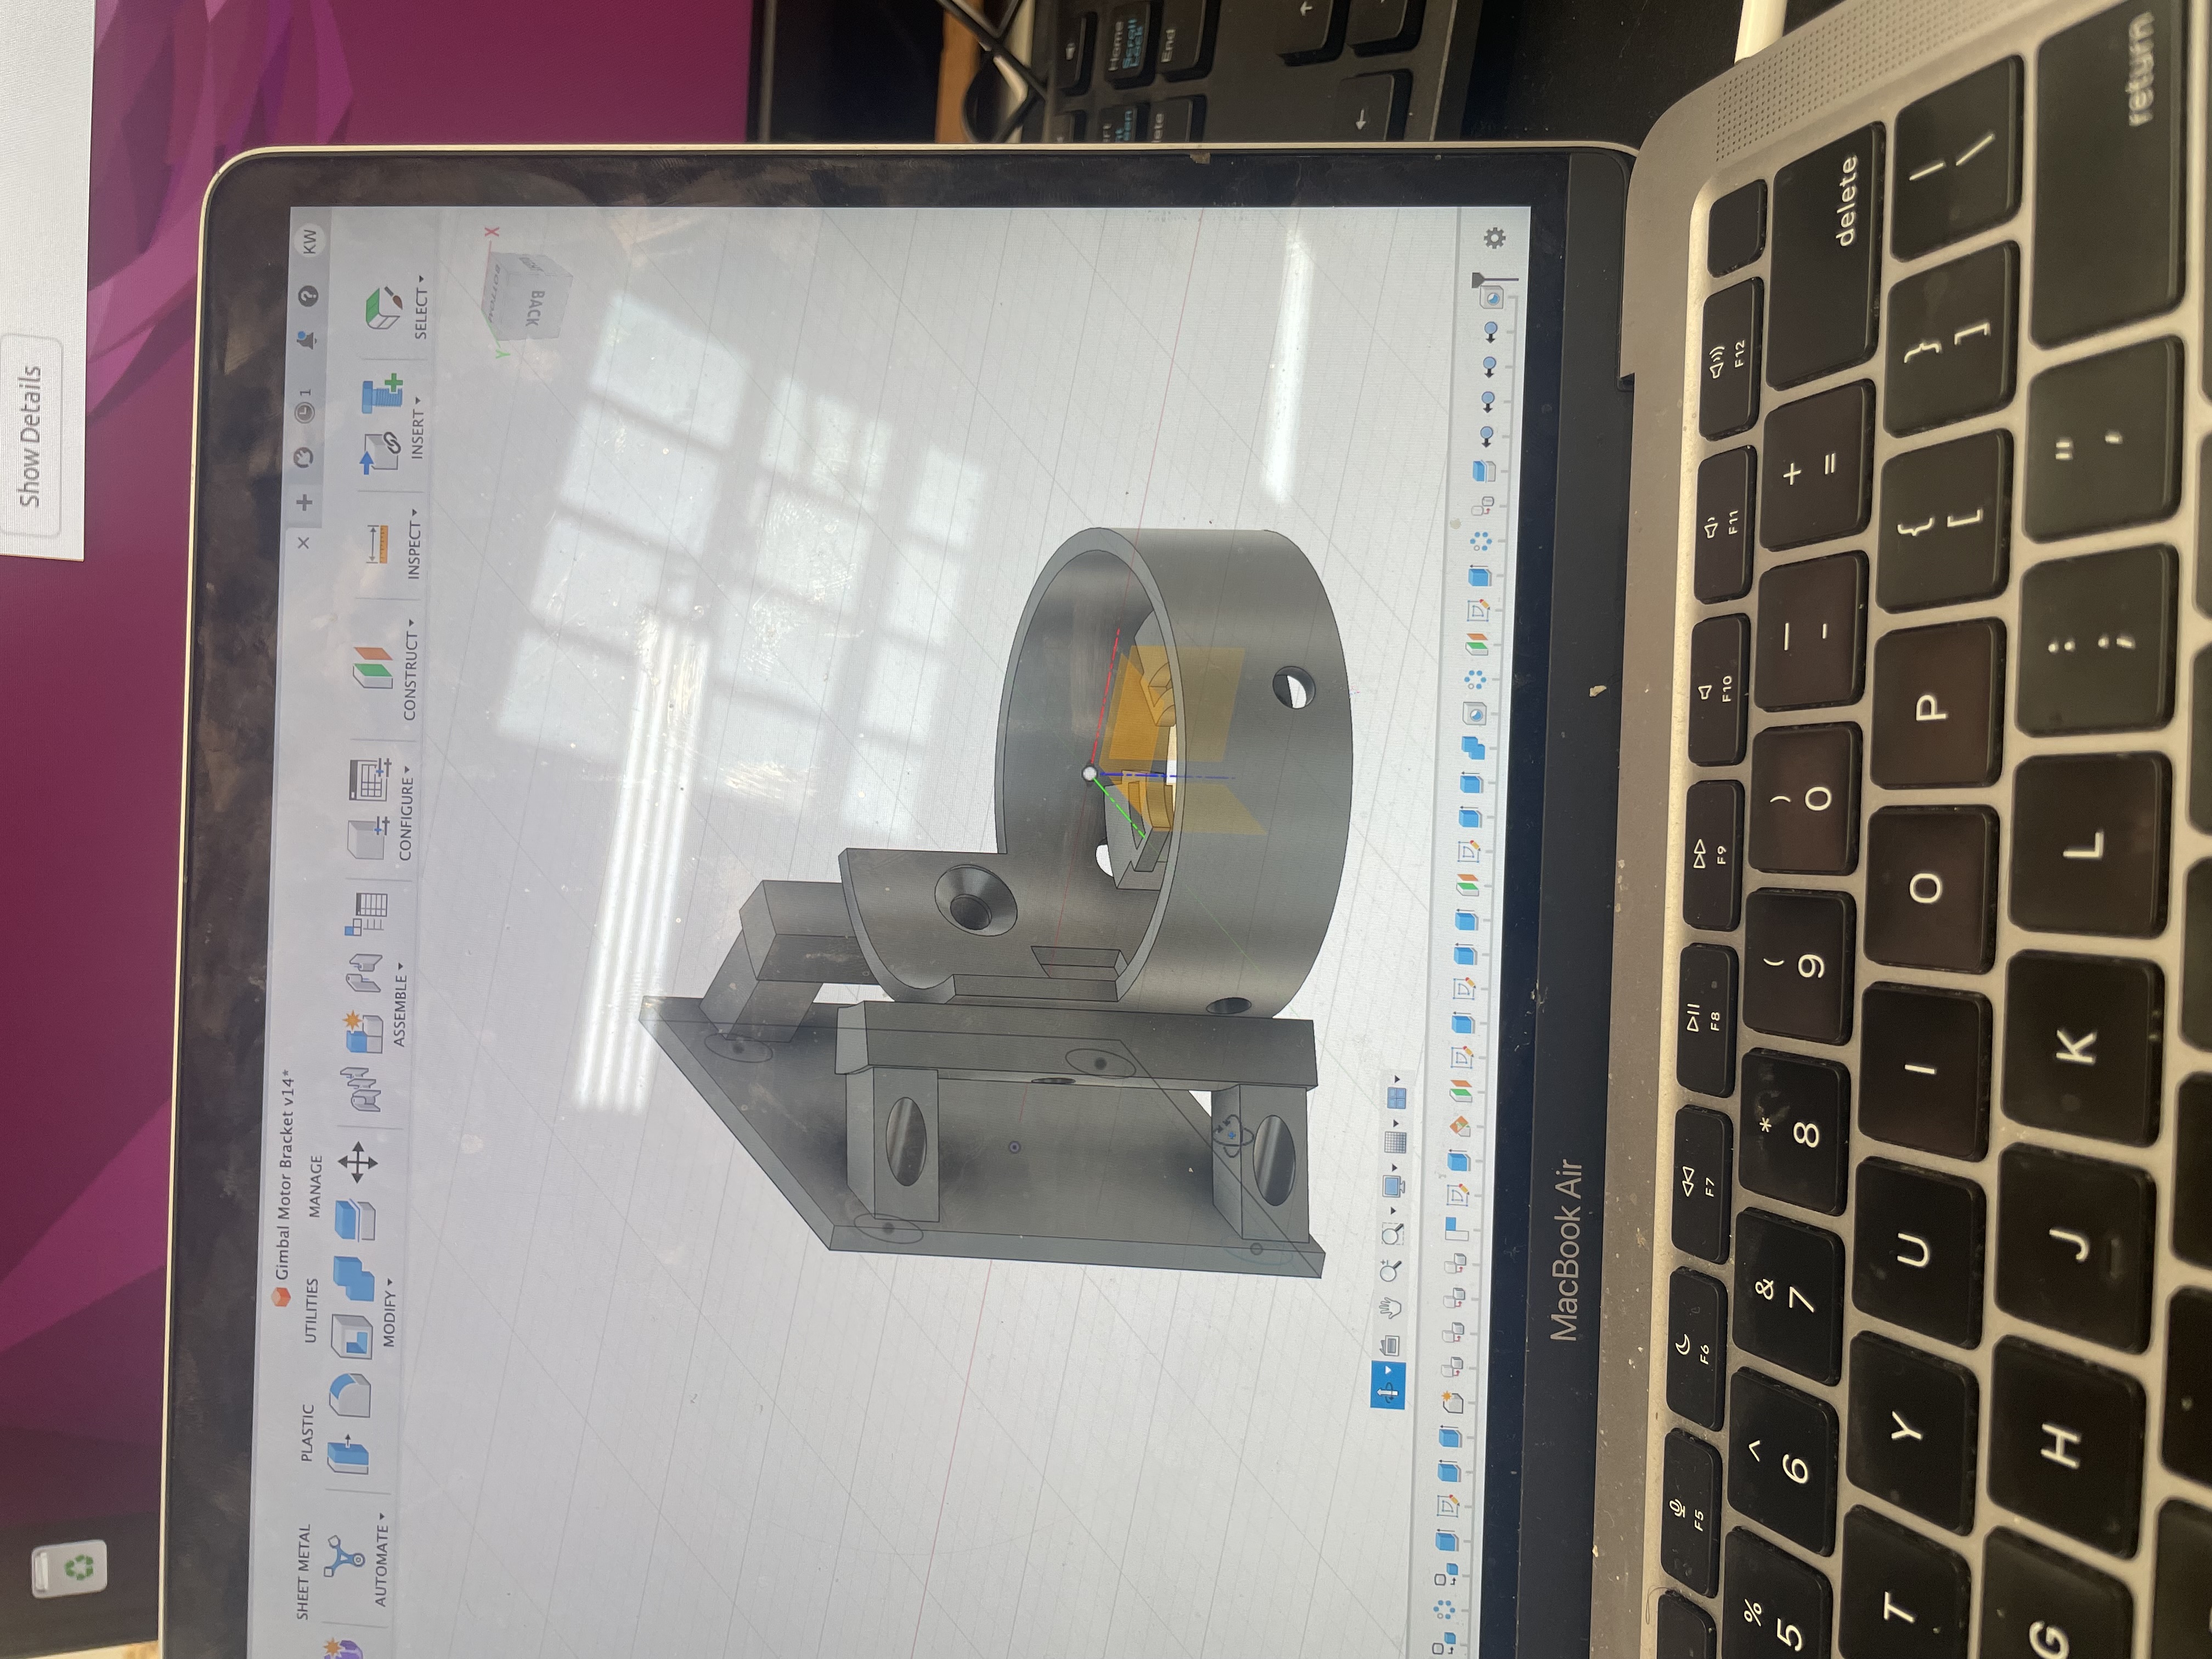 Show Details
Gimbal Motor Bracket v14*
SHEET METAL
PLASTIC
UTILITIES
MANAGE
1
KW
AUTOMATE
MODIFY
ASSEMBLE
CONFIGURE
CONSTRUCT
INSPECT
INSERT
SELECT
BOTTOM
X
Y
BACK
Home
Scroll
Lock
End
MacBook Air
F5
F6
F7
F8
F9
F10
F11
F12
% 5
^ 6
& 7
* 8
( 9
) 0
— -
+ =
delete
T
Y
U
I
O
P
{ [
} ]
| \
G
H
J
K
L
: ;
" '
return